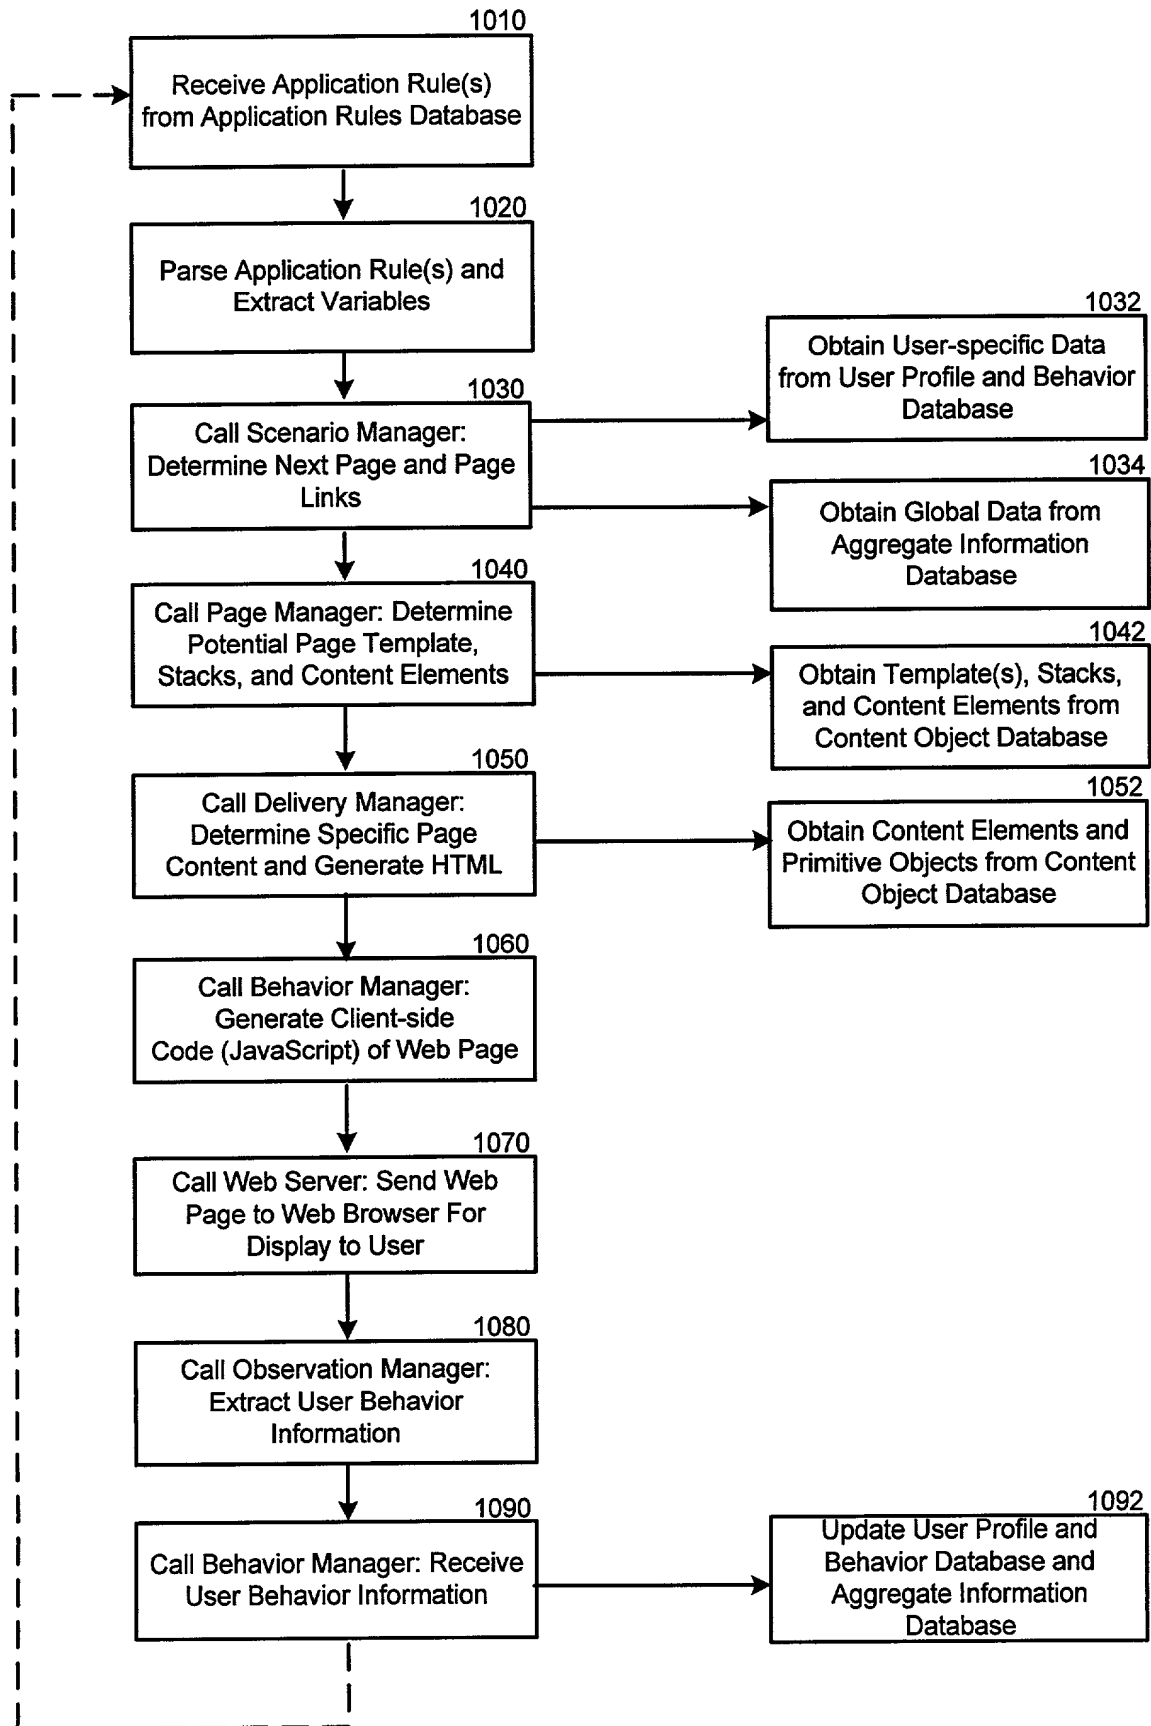 1010
Receive Application Rule(s)
from Application Rules Database
1020
Parse Application Rule(s) and
Extract Variables
1030
Call Scenario Manager:
Determine Next Page and Page
Links
1032
Obtain User-specific Data
from User Profile and Behavior
Database
1034
Obtain Global Data from
Aggregate Information
Database
1040
Call Page Manager: Determine
Potential Page Template,
Stacks, and Content Elements
1042
Obtain Template(s), Stacks,
and Content Elements from
Content Object Database
1050
Call Delivery Manager:
Determine Specific Page
Content and Generate HTML
1052
Obtain Content Elements and
Primitive Objects from Content
Object Database
1060
Call Behavior Manager:
Generate Client-side
Code (JavaScript) of Web Page
1070
Call Web Server: Send Web
Page to Web Browser For
Display to User
1080
Call Observation Manager:
Extract User Behavior
Information
1090
Call Behavior Manager: Receive
User Behavior Information
1092
Update User Profile and
Behavior Database and
Aggregate Information
Database